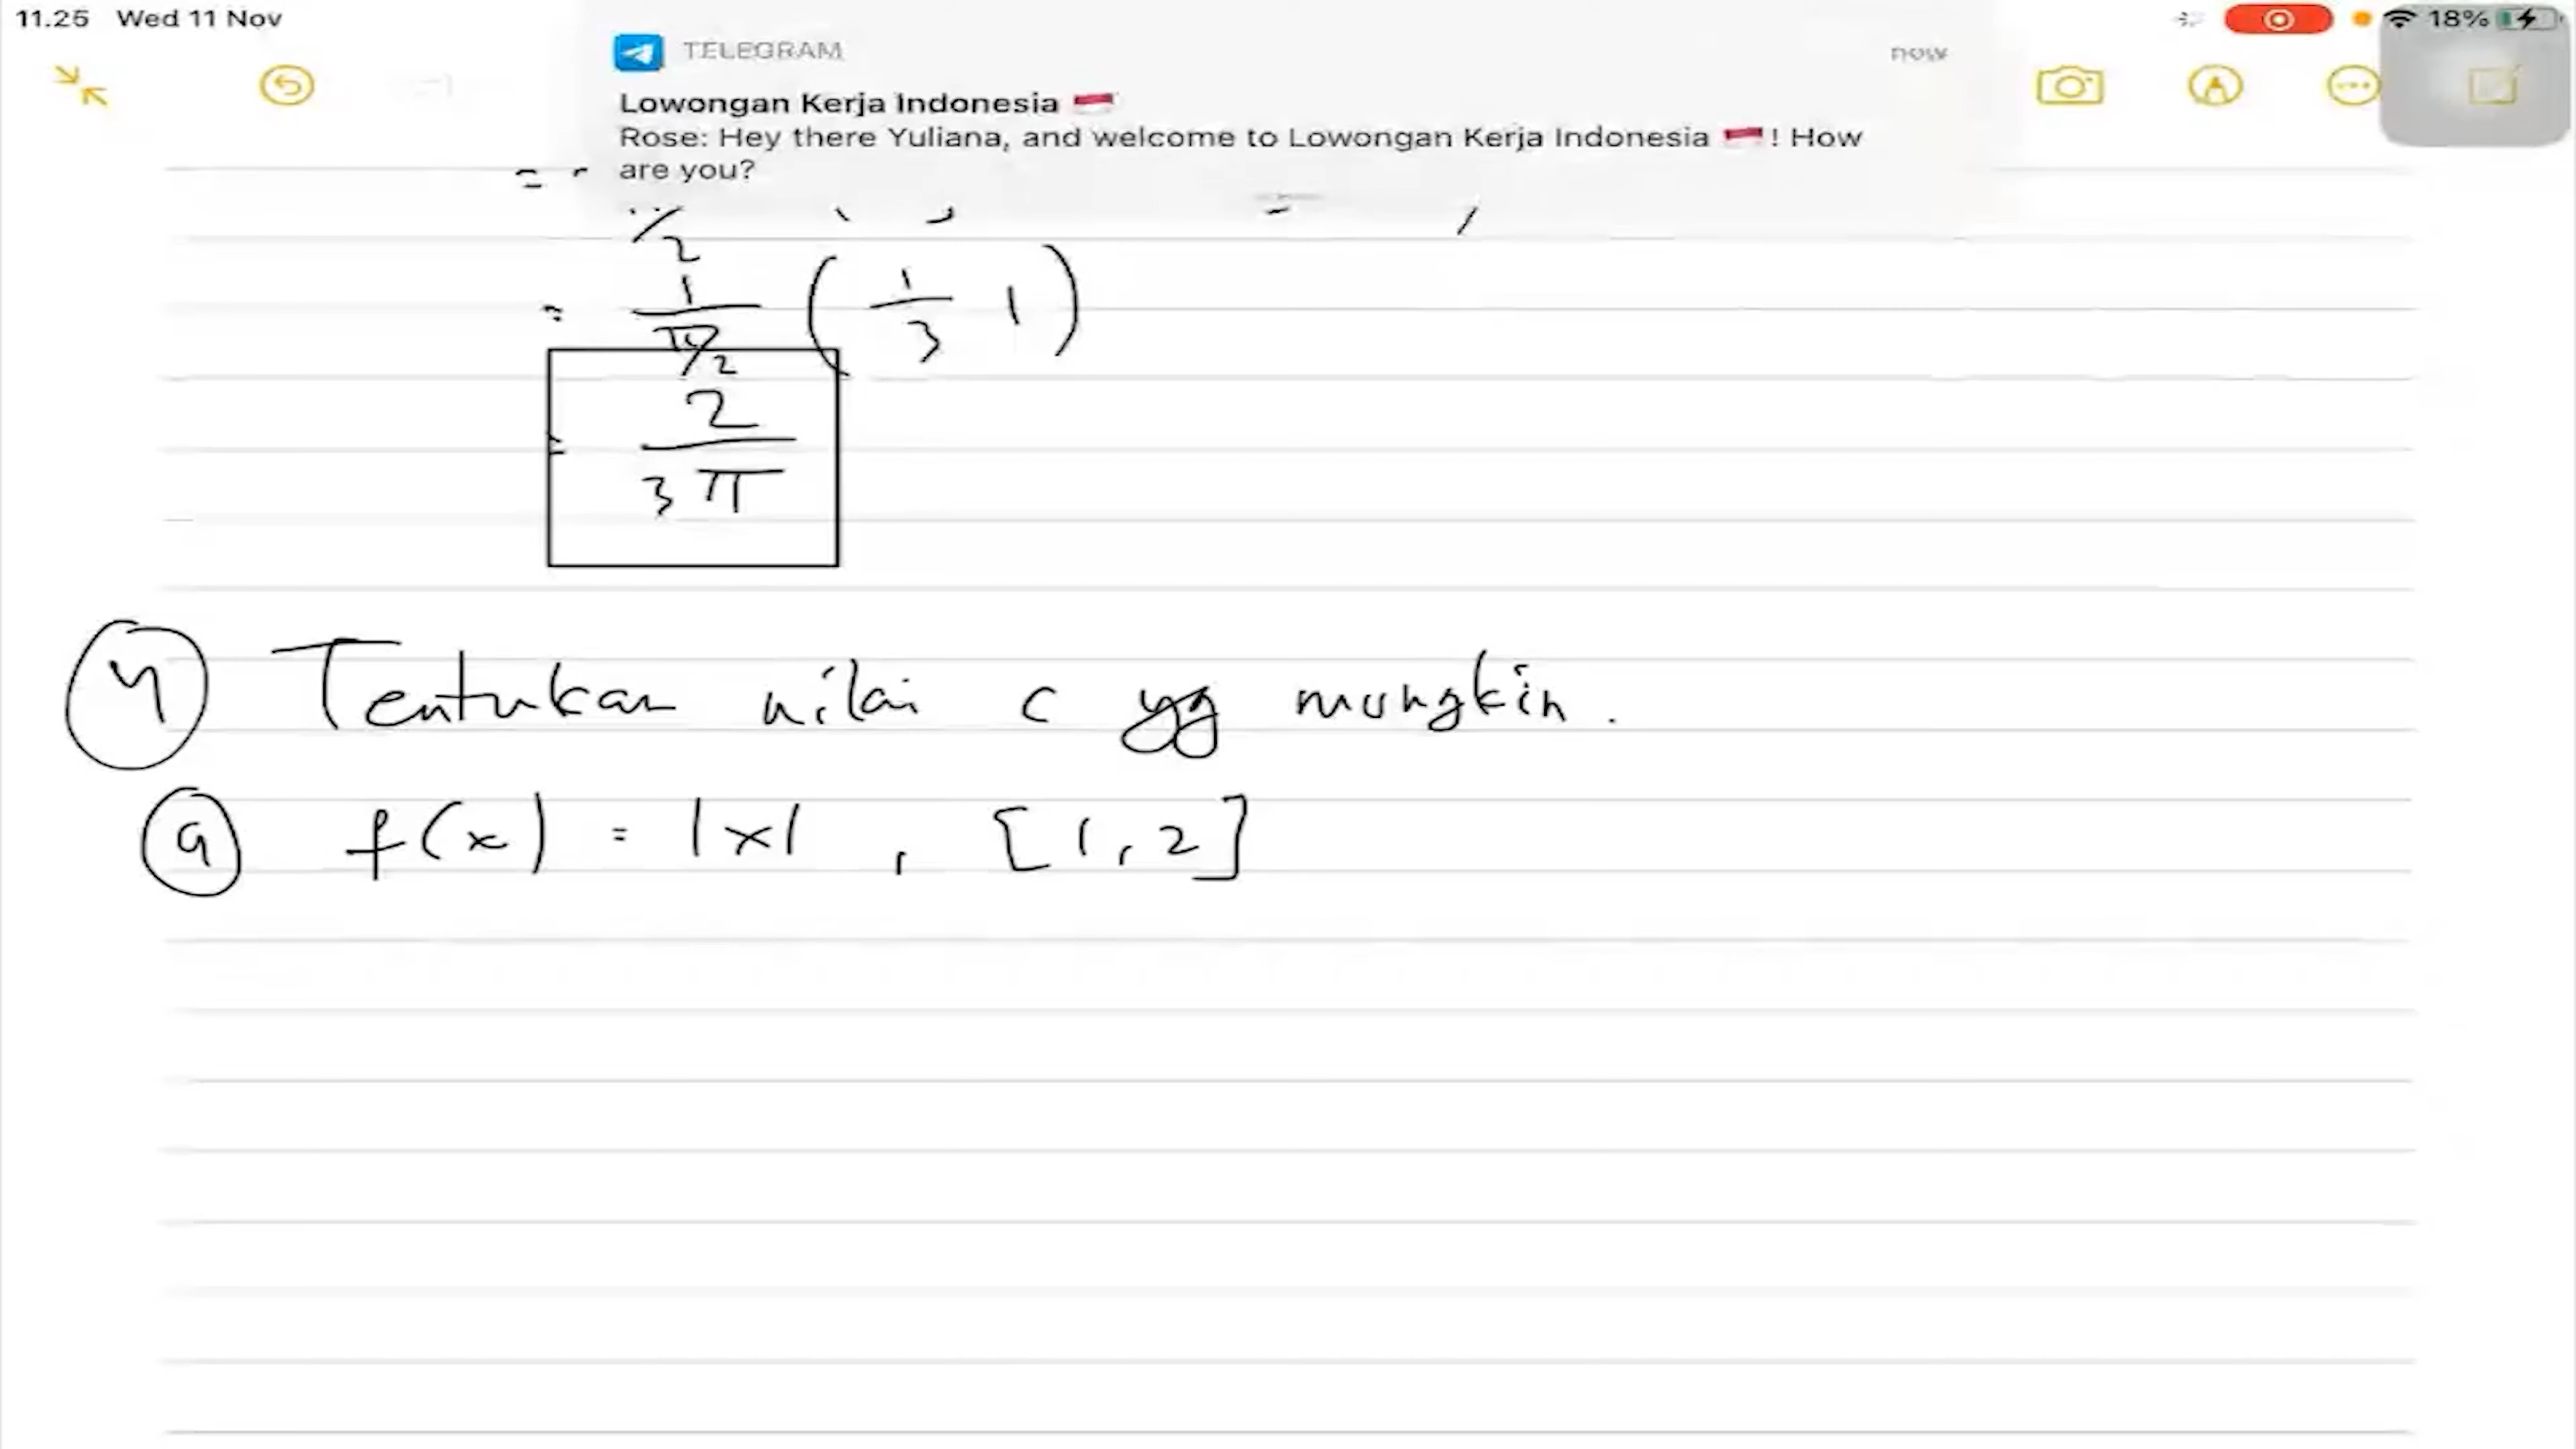 11.25 Wed 11 Nov
18%
TELEGRAM now
Lowongan Kerja Indonesia 🇮🇩
Rose: Hey there Yuliana, and welcome to Lowongan Kerja Indonesia 🇮🇩! How
are you?
= 1/(π/2) (1/3 1)
= 2/(3π)
4 Tentukan nilai c yg mungkin.
a f(x) = |x| , [1,2]